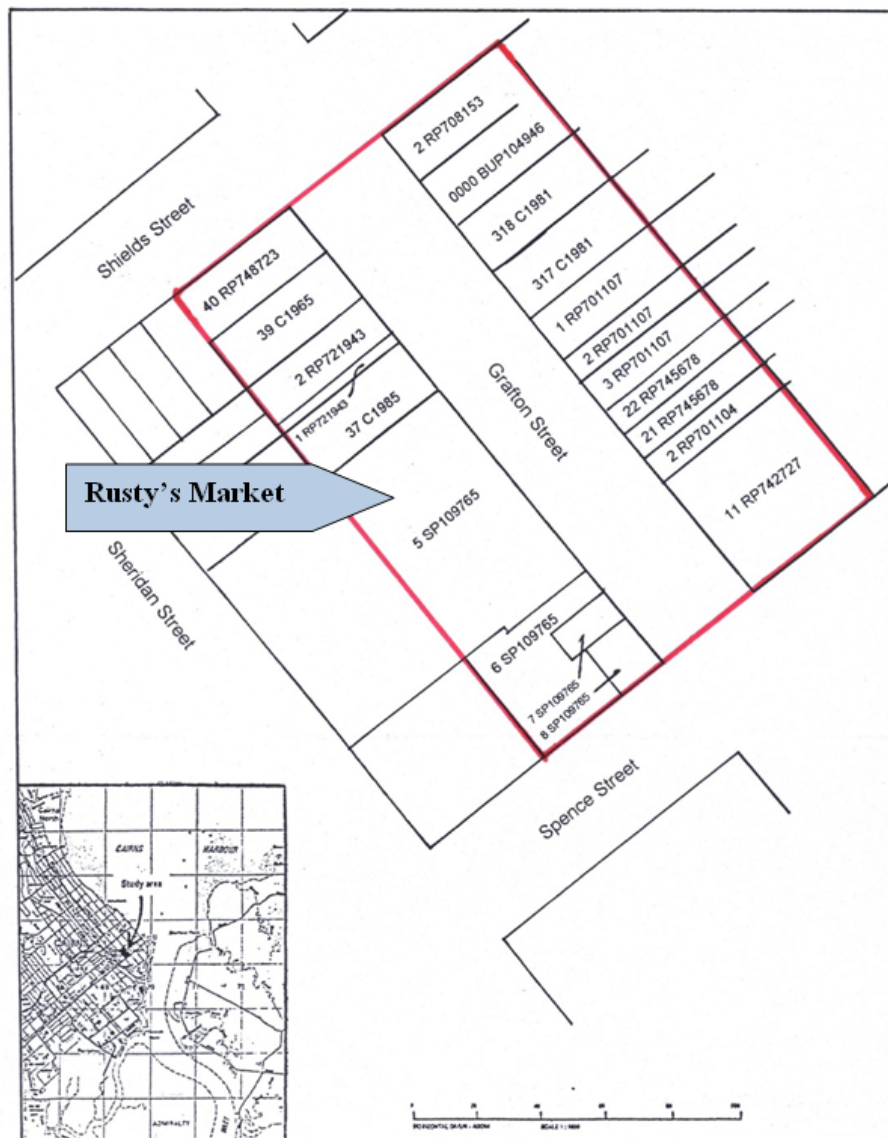 Shields Street
2 RP708153
0000 BUP104946
318 C1981
317 C1981
1 RP701107
2 RP701107
3 RP701107
22 RP745678
21 RP745678
2 RP701104
11 RP742727
Grafton Street
40 RP748723
39 C1965
2 RP721943
1 RP721943
37 C1985
Rusty's Market
5 SP109765
6 SP109765
7 SP109765
8 SP109765
Sheridan Street
Spence Street
Cairns
North
CAIRNS HARBOUR
Study area
ADMIRALTY